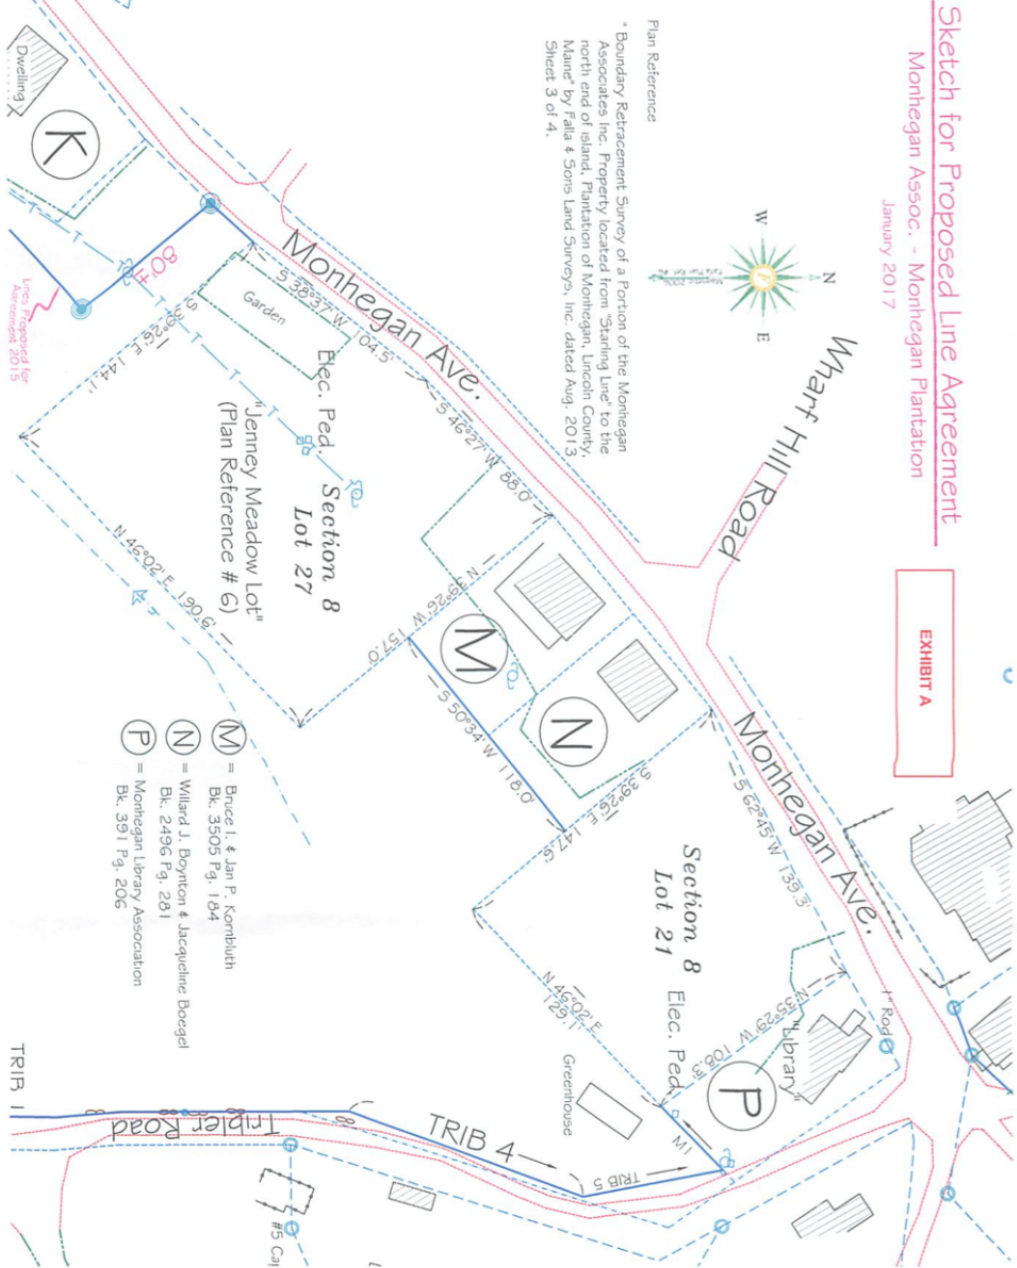 Sketch for Proposed Line Agreement
Monhegan Assoc. - Monhegan Plantation
January 2017
EXHIBIT A
Plan Reference
* Boundary Retracement Survey of a Portion of the Monhegan
Associates Inc. Property located from "Starling Line" to the
north end of island, Plantation of Monhegan, Lincoln County,
Maine" by Falla & Sons Land Surveys, Inc. dated Aug. 2013
Sheet 3 of 4.
W
N
E
Wharf Hill Road
Monhegan Ave.
Monhegan Ave.
Dwelling
K
80'±
Lines Proposed for
Agreement 2015
Garden
S 38°37' W 104.5'
S 46°27' W 88.0'
S 39°26' E 144.1'
Elec. Ped.
Section 8
Lot 27
"Jenney Meadow Lot"
(Plan Reference # 6)
N 46°02' E 190.6'
N 39°26' W 157.0'
M
N
S 50°34' W 118.0'
S 39°26' E 147.6'
S 62°45' W 139.3'
Section 8
Lot 21
Elec. Ped.
N 46°02' E
129.1'
N 35°29' W 108.5'
"Library"
1" Rod
P
Greenhouse
M1
TRIB 5
TRIB 4
Tribler Road
TRIB 1
#5 Cap
M = Bruce I. & Jan P. Kornbluth
Bk. 3505 Pg. 184
N = Willard J. Boynton & Jacqueline Boegel
Bk. 2496 Pg. 281
P = Monhegan Library Association
Bk. 391 Pg. 206